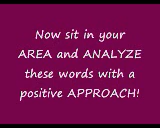 Now sit in your
AREA and ANALYZE
these words with a
positive APPROACH!